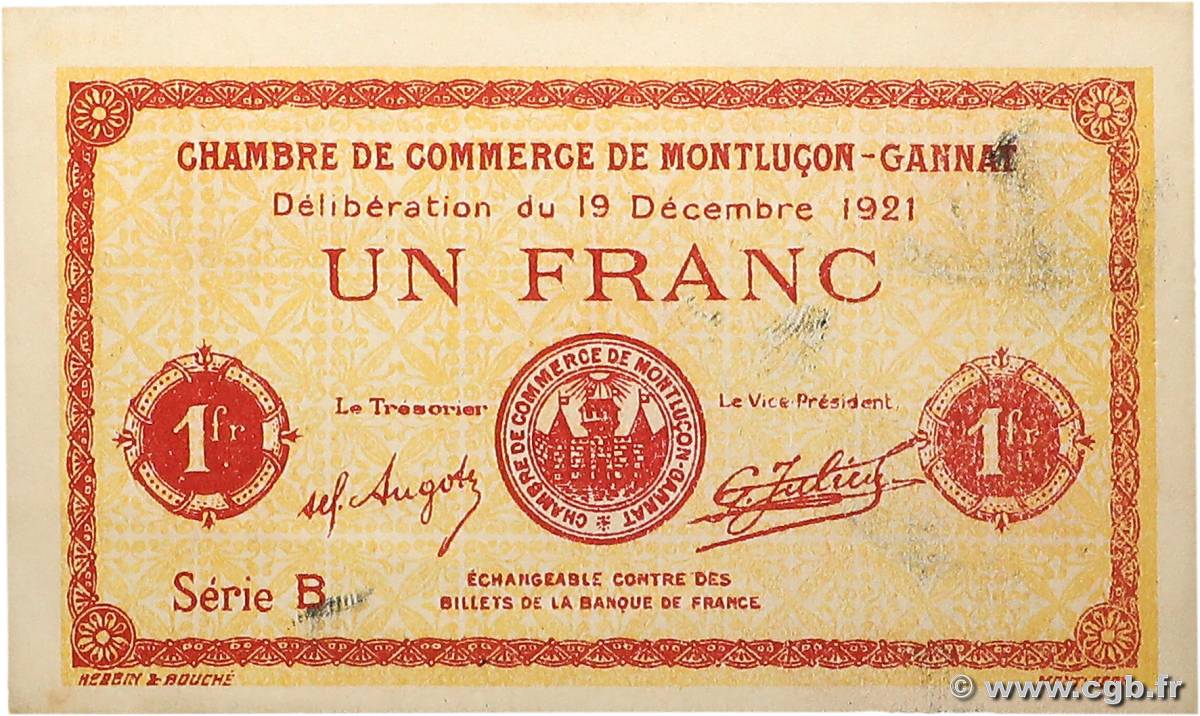 CHAMBRE DE COMMERCE DE MONTLUÇON-GANNAT
Délibération du 19 Décembre 1921
UN FRANC
Le Trésorier
Le Vice-Président
CHAMBRE DE COMMERCE DE MONTLUÇON-GANNAT
1fr
1fr
Série B
ÉCHANGEABLE CONTRE DES
BILLETS DE LA BANQUE DE FRANCE
HERBIN & BOUCHÉ
© www.cgb.fr